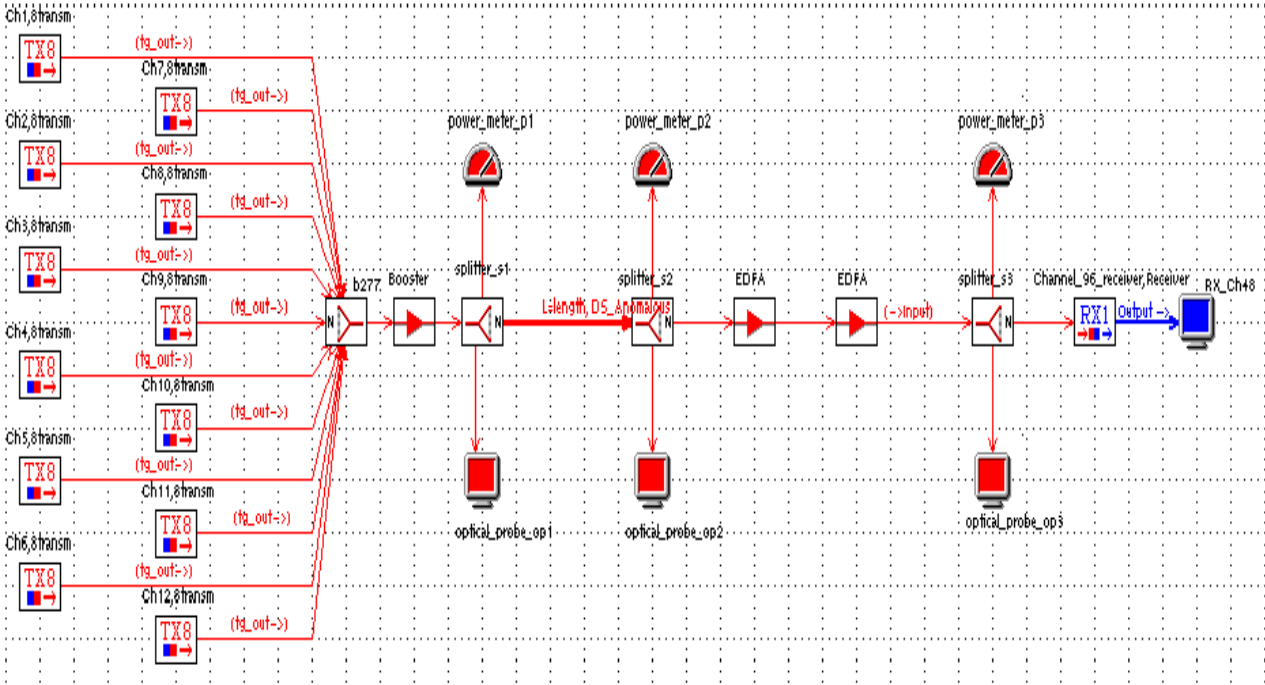 Ch1,8transm
TX8
(tg_out->)
Ch7,8transm
TX8
(tg_out->)
Ch2,8transm
TX8
(tg_out->)
Ch8,8transm
TX8
(tg_out->)
Ch3,8transm
TX8
(tg_out->)
Ch9,8transm
TX8
(tg_out->)
Ch4,8transm
TX8
(tg_out->)
Ch10,8transm
TX8
(tg_out->)
Ch5,8transm
TX8
(tg_out->)
Ch11,8transm
TX8
(tg_out->)
Ch6,8transm
TX8
(tg_out->)
Ch12,8transm
TX8
(tg_out->)
b277
N
Booster
power_meter_p1
splitter_s1
N
optical_probe_op1
L=length, DS_Anomalous
power_meter_p2
splitter_s2
N
optical_probe_op2
EDFA
EDFA
(->Input)
power_meter_p3
splitter_s3
N
optical_probe_op3
Channel_96_receiver,Receiver
RX1
Output ->
RX_Ch48